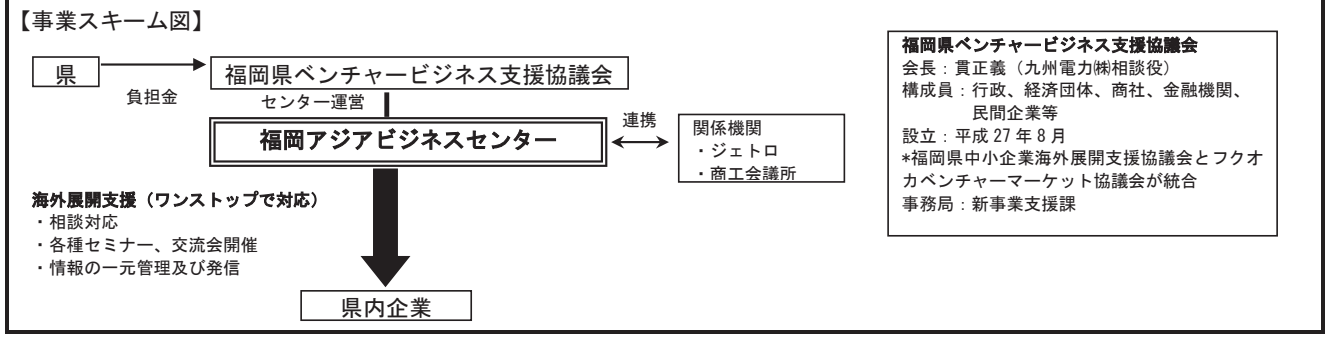 【事業スキーム図】
県
負担金
福岡県ベンチャービジネス支援協議会
センター運営
福岡アジアビジネスセンター
連携
関係機関
・ジェトロ
・商工会議所
海外展開支援（ワンストップで対応）
・相談対応
・各種セミナー、交流会開催
・情報の一元管理及び発信
県内企業
福岡県ベンチャービジネス支援協議会
会長：貫正義（九州電力㈱相談役）
構成員：行政、経済団体、商社、金融機関、
民間企業等
設立：平成 27 年 8 月
*福岡県中小企業海外展開支援協議会とフクオ
カベンチャーマーケット協議会が統合
事務局：新事業支援課